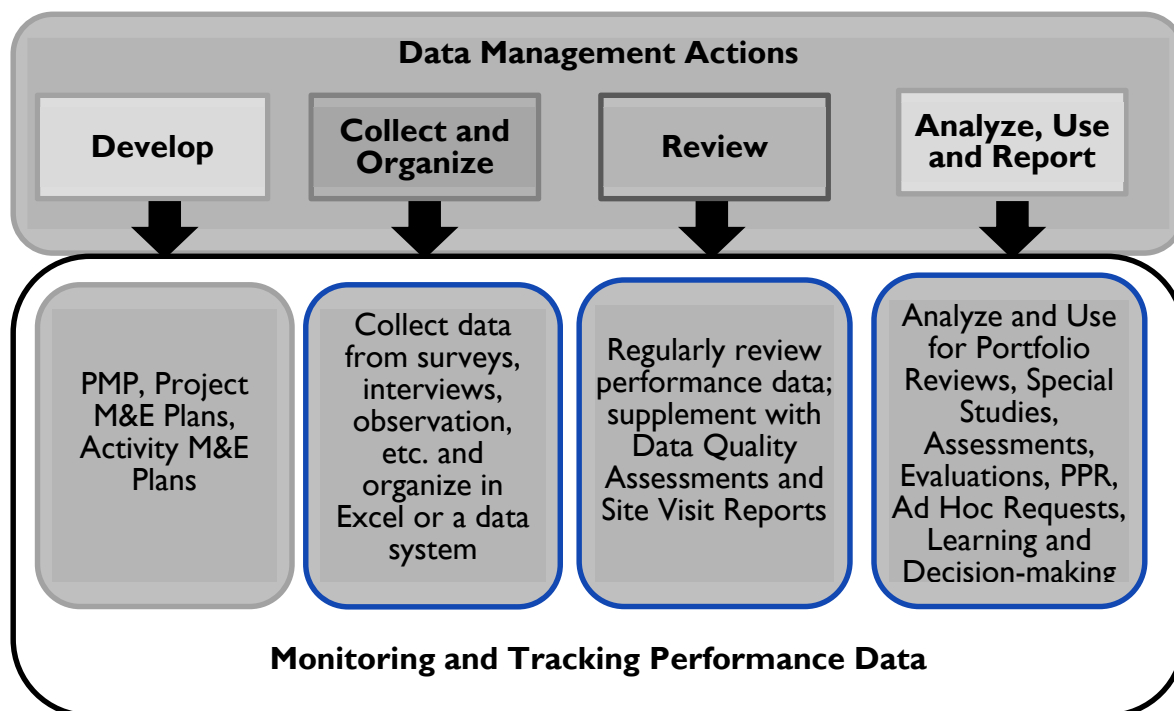 Data Management Actions
Develop
Collect and
Organize
Review
Analyze, Use
and Report
PMP, Project
M&E Plans,
Activity M&E
Plans
Collect data
from surveys,
interviews,
observation,
etc. and
organize in
Excel or a data
system
Regularly review
performance data;
supplement with
Data Quality
Assessments and
Site Visit Reports
Analyze and Use
for Portfolio
Reviews, Special
Studies,
Assessments,
Evaluations, PPR,
Ad Hoc Requests,
Learning and
Decision-making
Monitoring and Tracking Performance Data